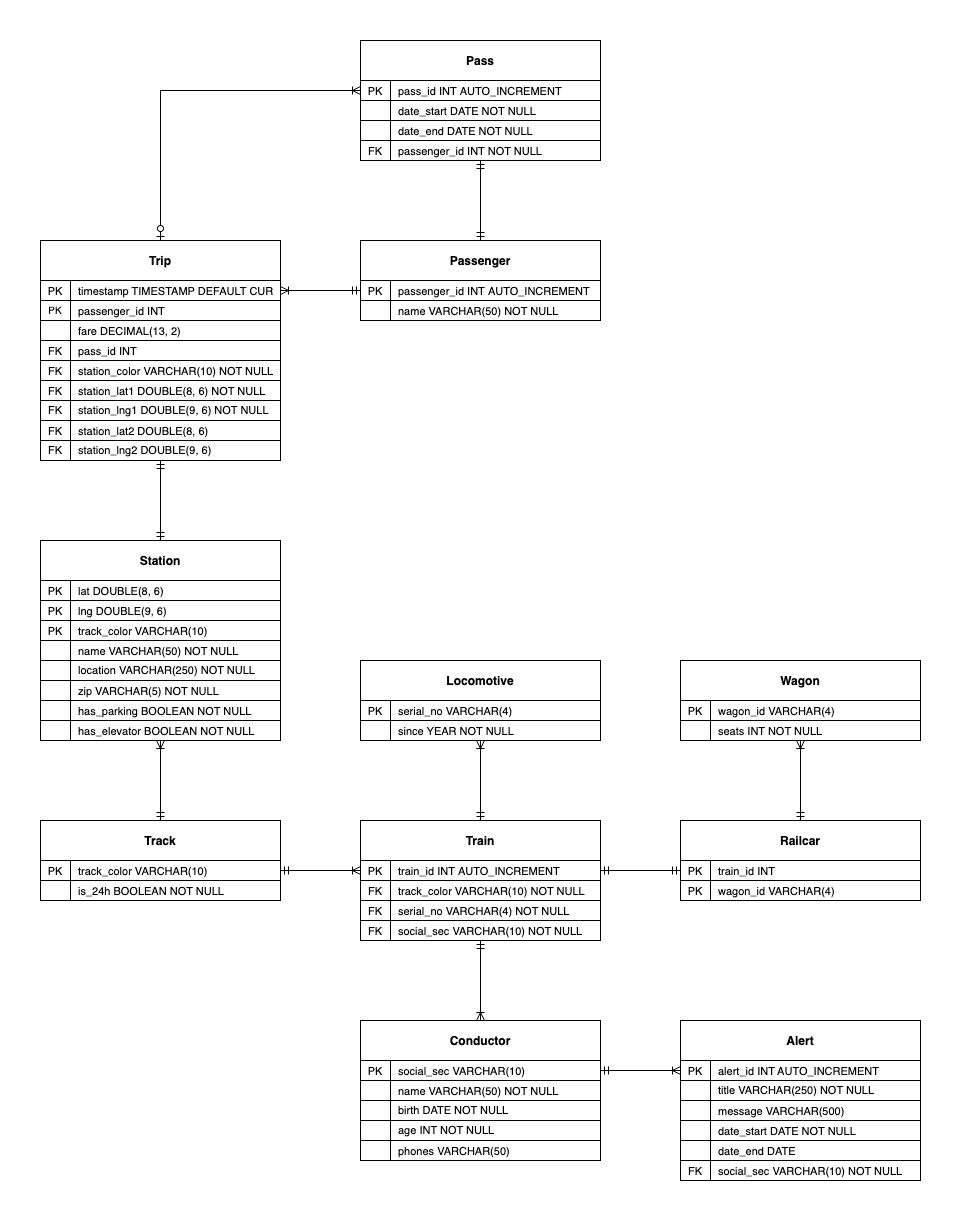 Pass
PK pass_id INT AUTO_INCREMENT
date_start DATE NOT NULL
date_end DATE NOT NULL
FK passenger_id INT NOT NULL
Trip
PK timestamp TIMESTAMP DEFAULT CUR
PK passenger_id INT
fare DECIMAL(13, 2)
FK pass_id INT
FK station_color VARCHAR(10) NOT NULL
FK station_lat1 DOUBLE(8, 6) NOT NULL
FK station_lng1 DOUBLE(9, 6) NOT NULL
FK station_lat2 DOUBLE(8, 6)
FK station_lng2 DOUBLE(9, 6)
Passenger
PK passenger_id INT AUTO_INCREMENT
name VARCHAR(50) NOT NULL
Station
PK lat DOUBLE(8, 6)
PK lng DOUBLE(9, 6)
PK track_color VARCHAR(10)
name VARCHAR(50) NOT NULL
location VARCHAR(250) NOT NULL
zip VARCHAR(5) NOT NULL
has_parking BOOLEAN NOT NULL
has_elevator BOOLEAN NOT NULL
Locomotive
PK serial_no VARCHAR(4)
since YEAR NOT NULL
Wagon
PK wagon_id VARCHAR(4)
seats INT NOT NULL
Track
PK track_color VARCHAR(10)
is_24h BOOLEAN NOT NULL
Train
PK train_id INT AUTO_INCREMENT
FK track_color VARCHAR(10) NOT NULL
FK serial_no VARCHAR(4) NOT NULL
FK social_sec VARCHAR(10) NOT NULL
Railcar
PK train_id INT
PK wagon_id VARCHAR(4)
Conductor
PK social_sec VARCHAR(10)
name VARCHAR(50) NOT NULL
birth DATE NOT NULL
age INT NOT NULL
phones VARCHAR(50)
Alert
PK alert_id INT AUTO_INCREMENT
title VARCHAR(250) NOT NULL
message VARCHAR(500)
date_start DATE NOT NULL
date_end DATE
FK social_sec VARCHAR(10) NOT NULL